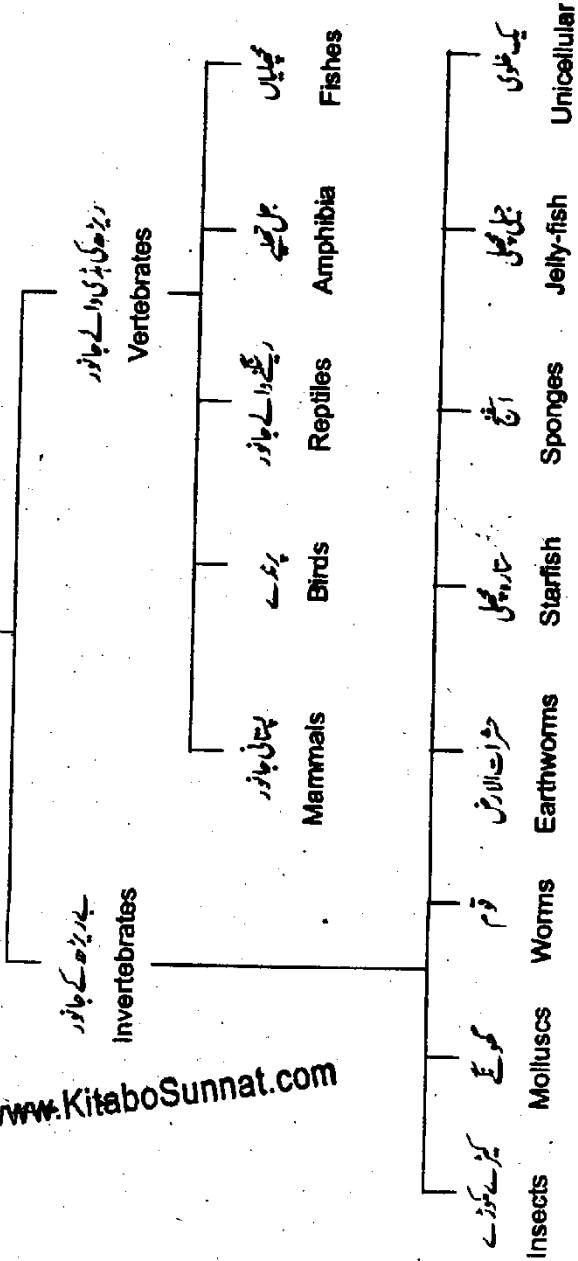 بے ریڑھ کے جانور
Invertebrates
ریڑھ کی ہڈی والے جانور
Vertebrates
پستانی جانور
Mammals
پرندے
Birds
رینگنے والے جانور
Reptiles
جل تھلیے
Amphibia
مچھلیاں
Fishes
کیڑے مکوڑے
Insects
گھونگے
Molluscs
Worms
حشرات الارض
Earthworms
ستارہ مچھلی
Starfish
اسفنج
Sponges
جیلی مچھلی
Jelly-fish
یک خلوی
Unicellular
www.KitaboSunnat.com